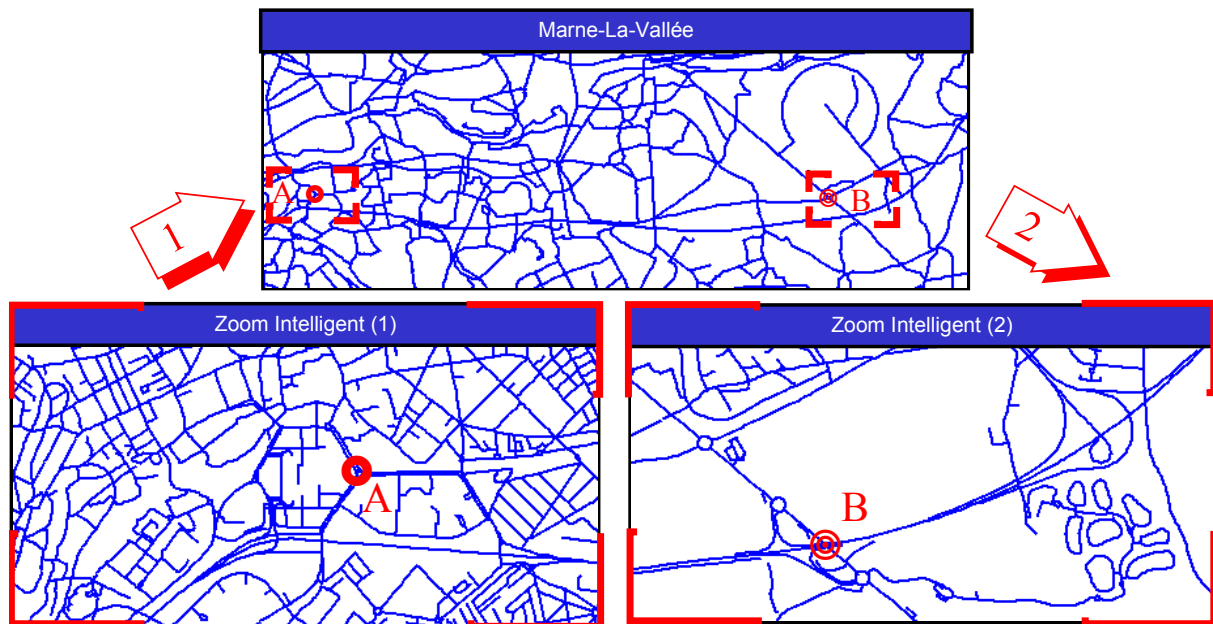 Marne-La-Vallée
A
B
1
2
Zoom Intelligent (1)
A
Zoom Intelligent (2)
B